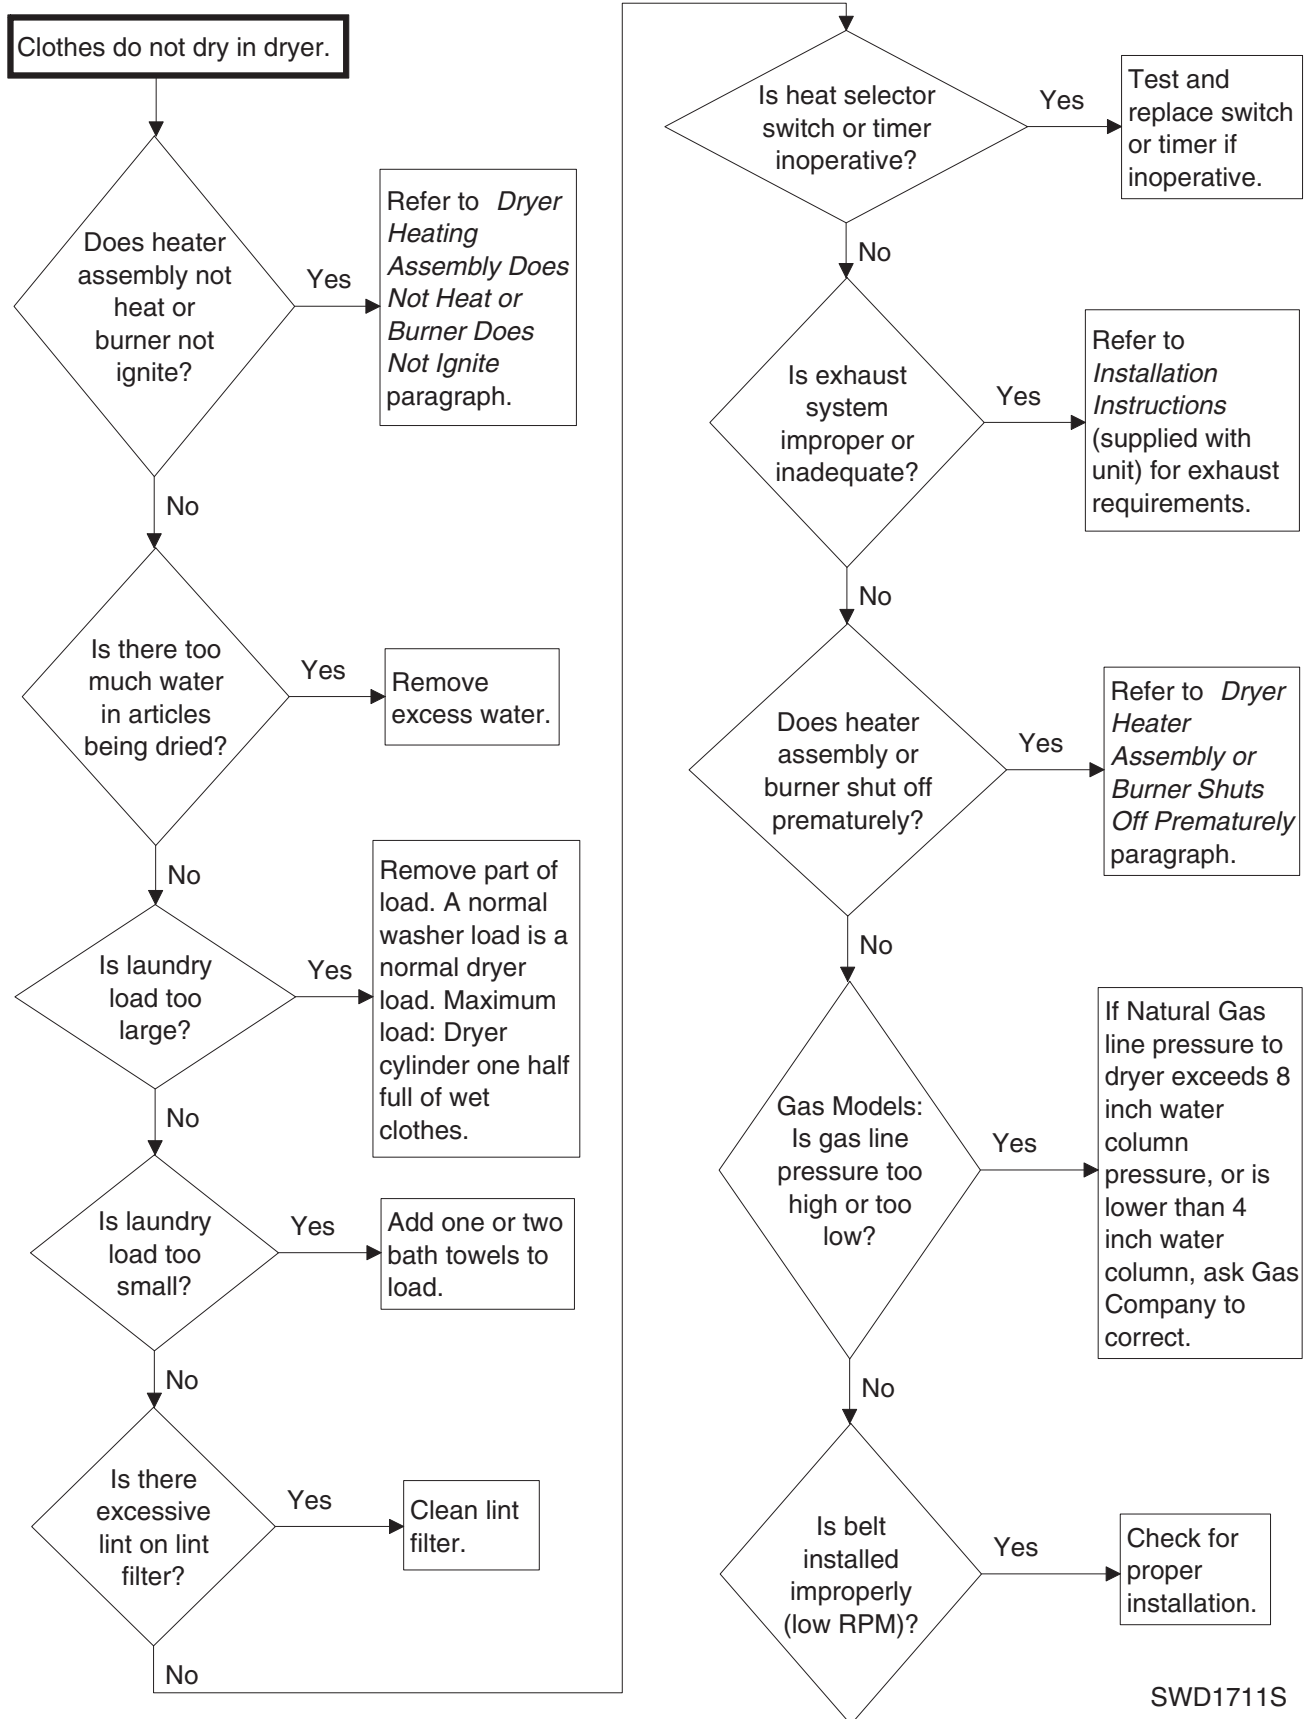 Clothes do not dry in dryer.
Does heater
assembly not
heat or
burner not
ignite?
Yes
Refer to Dryer
Heating
Assembly Does
Not Heat or
Burner Does
Not Ignite
paragraph.
No
Is there too
much water
in articles
being dried?
Yes
Remove
excess water.
No
Is laundry
load too
large?
Yes
Remove part of
load. A normal
washer load is a
normal dryer
load. Maximum
load: Dryer
cylinder one half
full of wet
clothes.
No
Is laundry
load too
small?
Yes
Add one or two
bath towels to
load.
No
Is there
excessive
lint on lint
filter?
Yes
Clean lint
filter.
No
Is heat selector
switch or timer
inoperative?
Yes
Test and
replace switch
or timer if
inoperative.
No
Is exhaust
system
improper or
inadequate?
Yes
Refer to
Installation
Instructions
(supplied with
unit) for exhaust
requirements.
No
Does heater
assembly or
burner shut off
prematurely?
Yes
Refer to Dryer
Heater
Assembly or
Burner Shuts
Off Prematurely
paragraph.
No
Gas Models:
Is gas line
pressure too
high or too
low?
Yes
If Natural Gas
line pressure to
dryer exceeds 8
inch water
column
pressure, or is
lower than 4
inch water
column, ask Gas
Company to
correct.
No
Is belt
installed
improperly
(low RPM)?
Yes
Check for
proper
installation.
SWD1711S